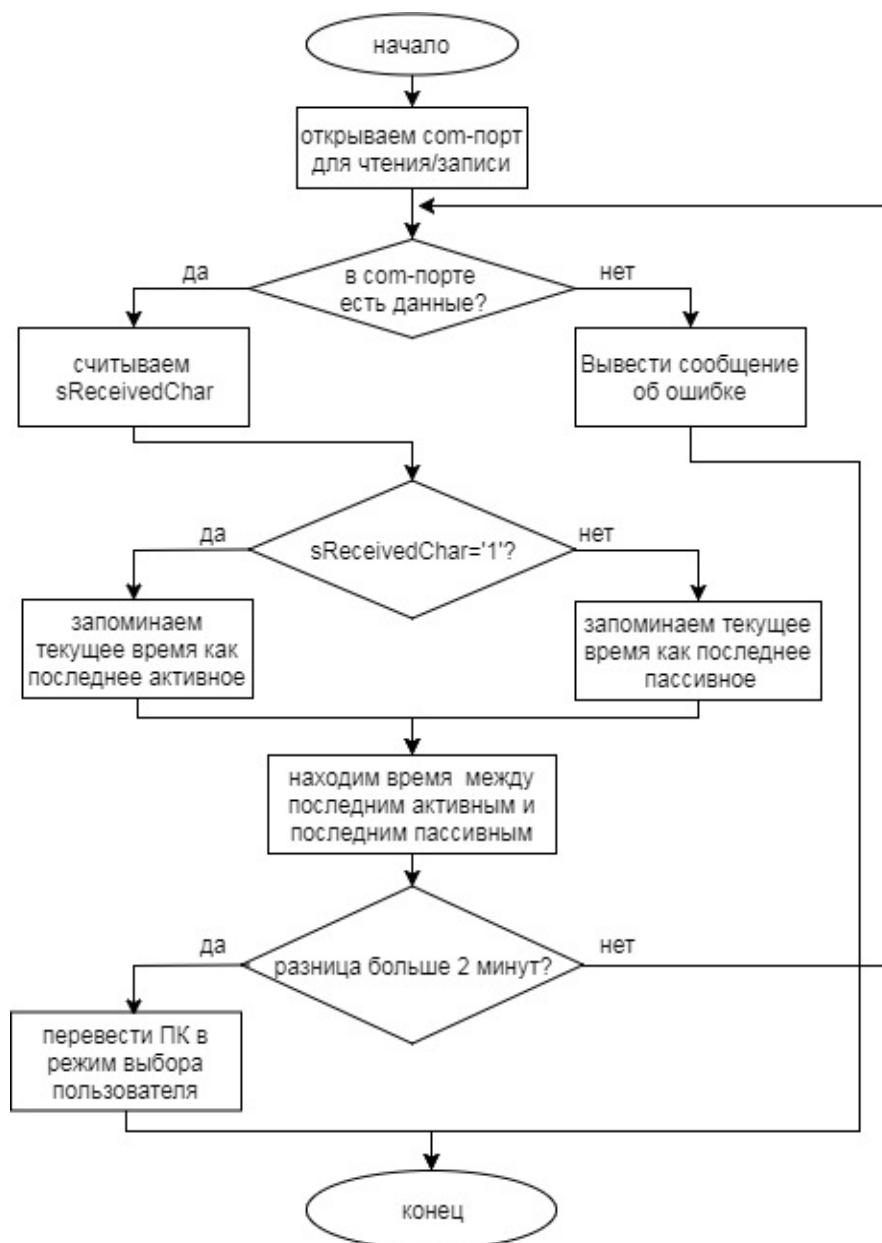 начало
открываем com-порт
для чтения/записи
да
в com-порте
есть данные?
нет
считываем
sReceivedChar
Вывести сообщение
об ошибке
да
sReceivedChar='1'?
нет
запоминаем
текущее время как
последнее активное
запоминаем текущее
время как последнее
пассивное
находим время между
последним активным и
последним пассивным
да
разница больше 2 минут?
нет
перевести ПК в
режим выбора
пользователя
конец